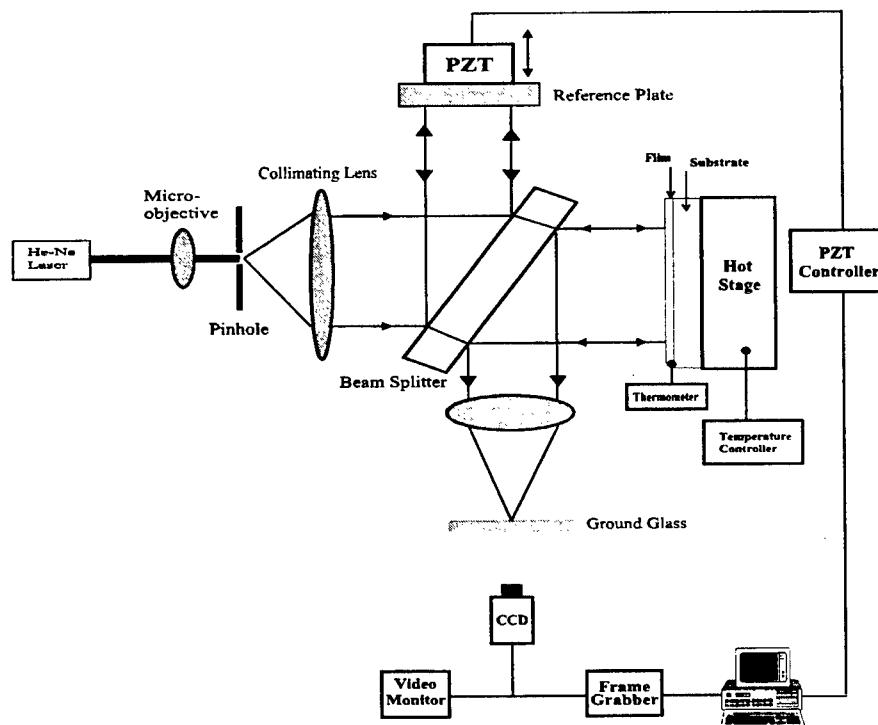 PZT
Reference Plate
Film
Substrate
Collimating Lens
Micro-
objective
He-Ne
Laser
Hot
Stage
PZT
Controller
Pinhole
Beam Splitter
Thermometer
Temperature
Controller
Ground Glass
CCD
Video
Monitor
Frame
Grabber